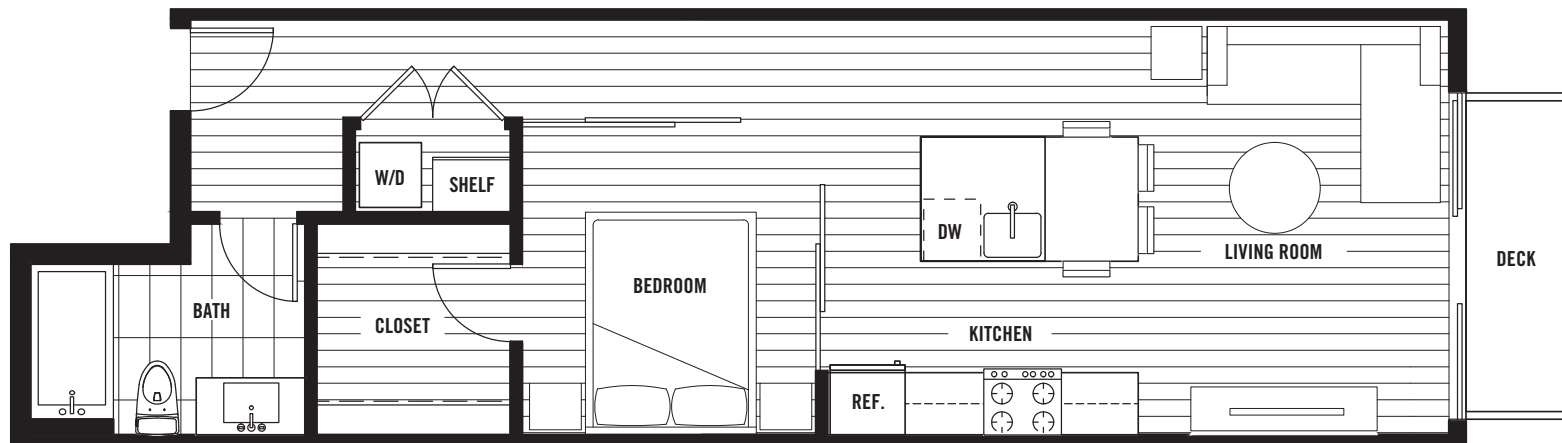 W/D
SHELF
DW
LIVING ROOM
DECK
BEDROOM
BATH
CLOSET
KITCHEN
REF.